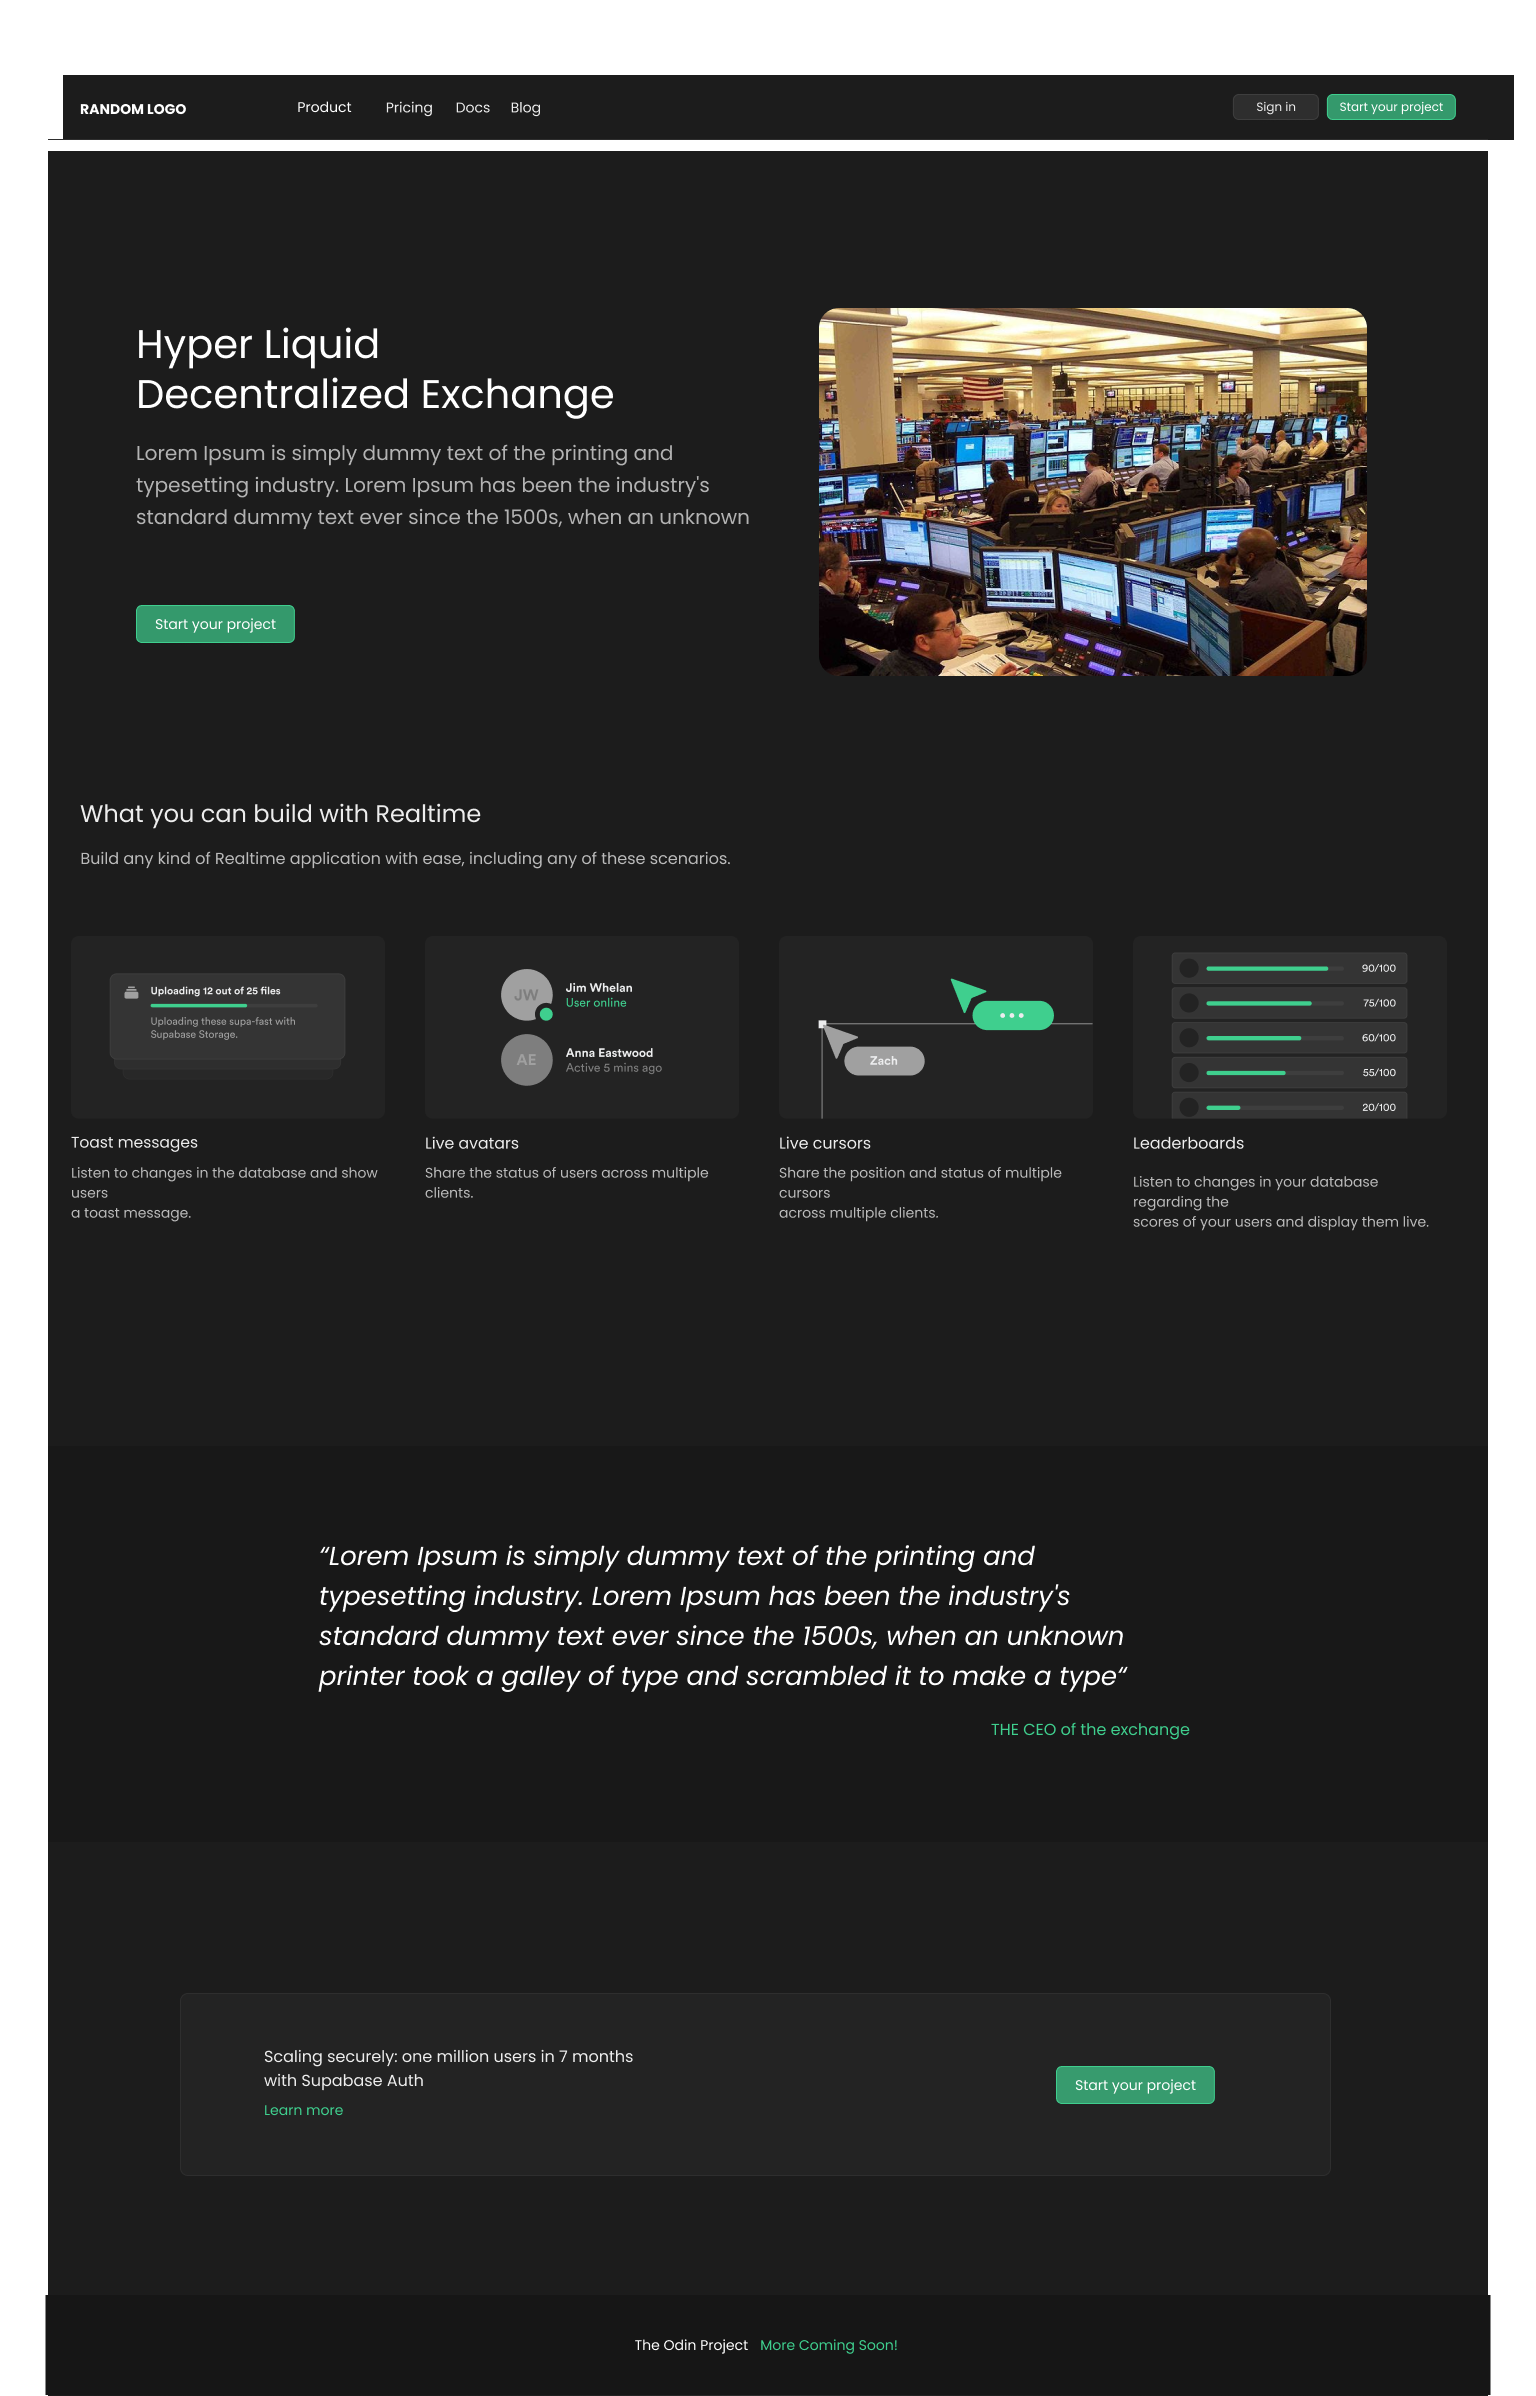 RANDOM LOGO
Product
Pricing
Docs
Blog
Sign in
Start your project
Hyper Liquid
Decentralized Exchange
Lorem Ipsum is simply dummy text of the printing and
typesetting industry. Lorem Ipsum has been the industry's
standard dummy text ever since the 1500s, when an unknown
Start your project
What you can build with Realtime
Build any kind of Realtime application with ease, including any of these scenarios.
Uploading 12 out of 25 files
Uploading these supa-fast with
Supabase Storage.
Toast messages
Listen to changes in the database and show
users
a toast message.
JW
Jim Whelan
User online
AE
Anna Eastwood
Active 5 mins ago
Live avatars
Share the status of users across multiple
clients.
Zach
Live cursors
Share the position and status of multiple
cursors
across multiple clients.
90/100
75/100
60/100
55/100
20/100
Leaderboards
Listen to changes in your database
regarding the
scores of your users and display them live.
“Lorem Ipsum is simply dummy text of the printing and
typesetting industry. Lorem Ipsum has been the industry's
standard dummy text ever since the 1500s, when an unknown
printer took a galley of type and scrambled it to make a type“
THE CEO of the exchange
Scaling securely: one million users in 7 months
with Supabase Auth
Learn more
Start your project
The Odin Project More Coming Soon!